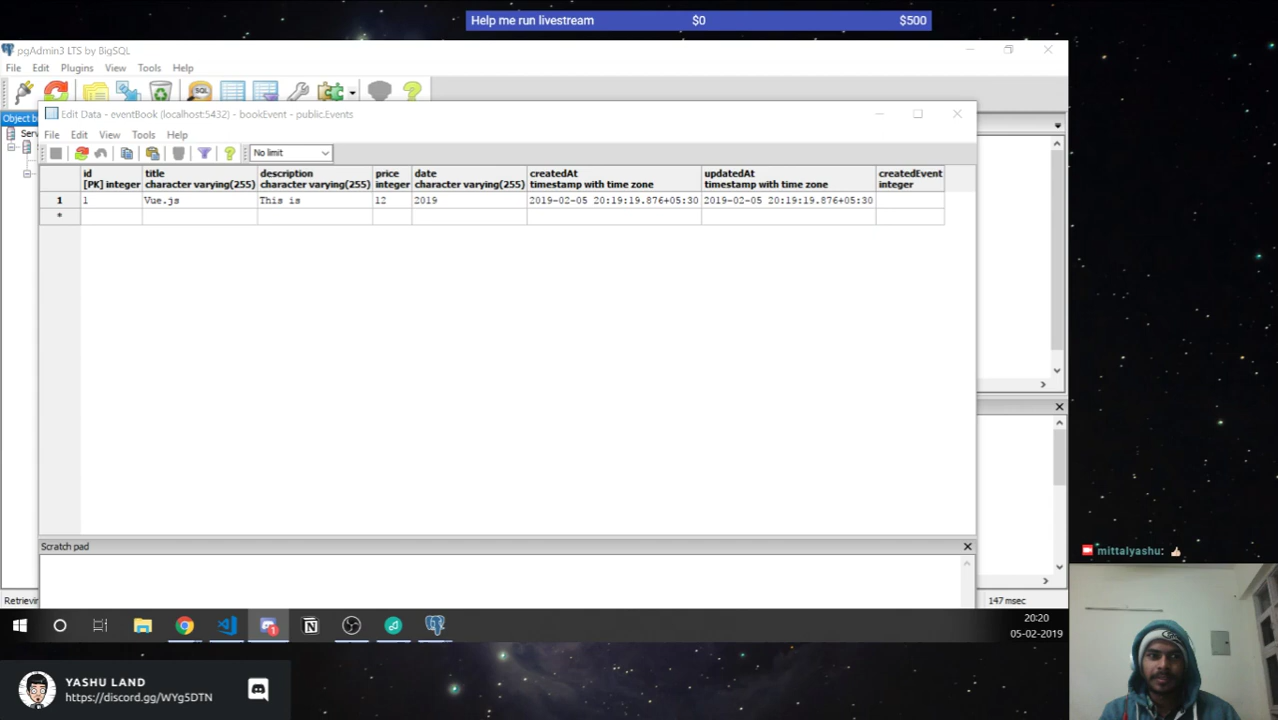 Help me run livestream $0 $500
pgAdmin3 LTS by BigSQL
File Edit Plugins View Tools Help
SQL
Object b
Serv
Edit Data - eventBook (localhost:5432) - bookEvent - public.Events
File Edit View Tools Help
No limit
id title description price date createdAt updatedAt createdEvent
[PK] integer character varying(255) character varying(255) integer character varying(255) timestamp with time zone timestamp with time zone integer
1 1 Vue.js This is 12 2019 2019-02-05 20:19:19.876+05:30 2019-02-05 20:19:19.876+05:30
*
Scratch pad
mittalyashu: 👍🏻
Retrievin
147 msec
20:20
05-02-2019
YASHU LAND
https://discord.gg/WYg5DTN